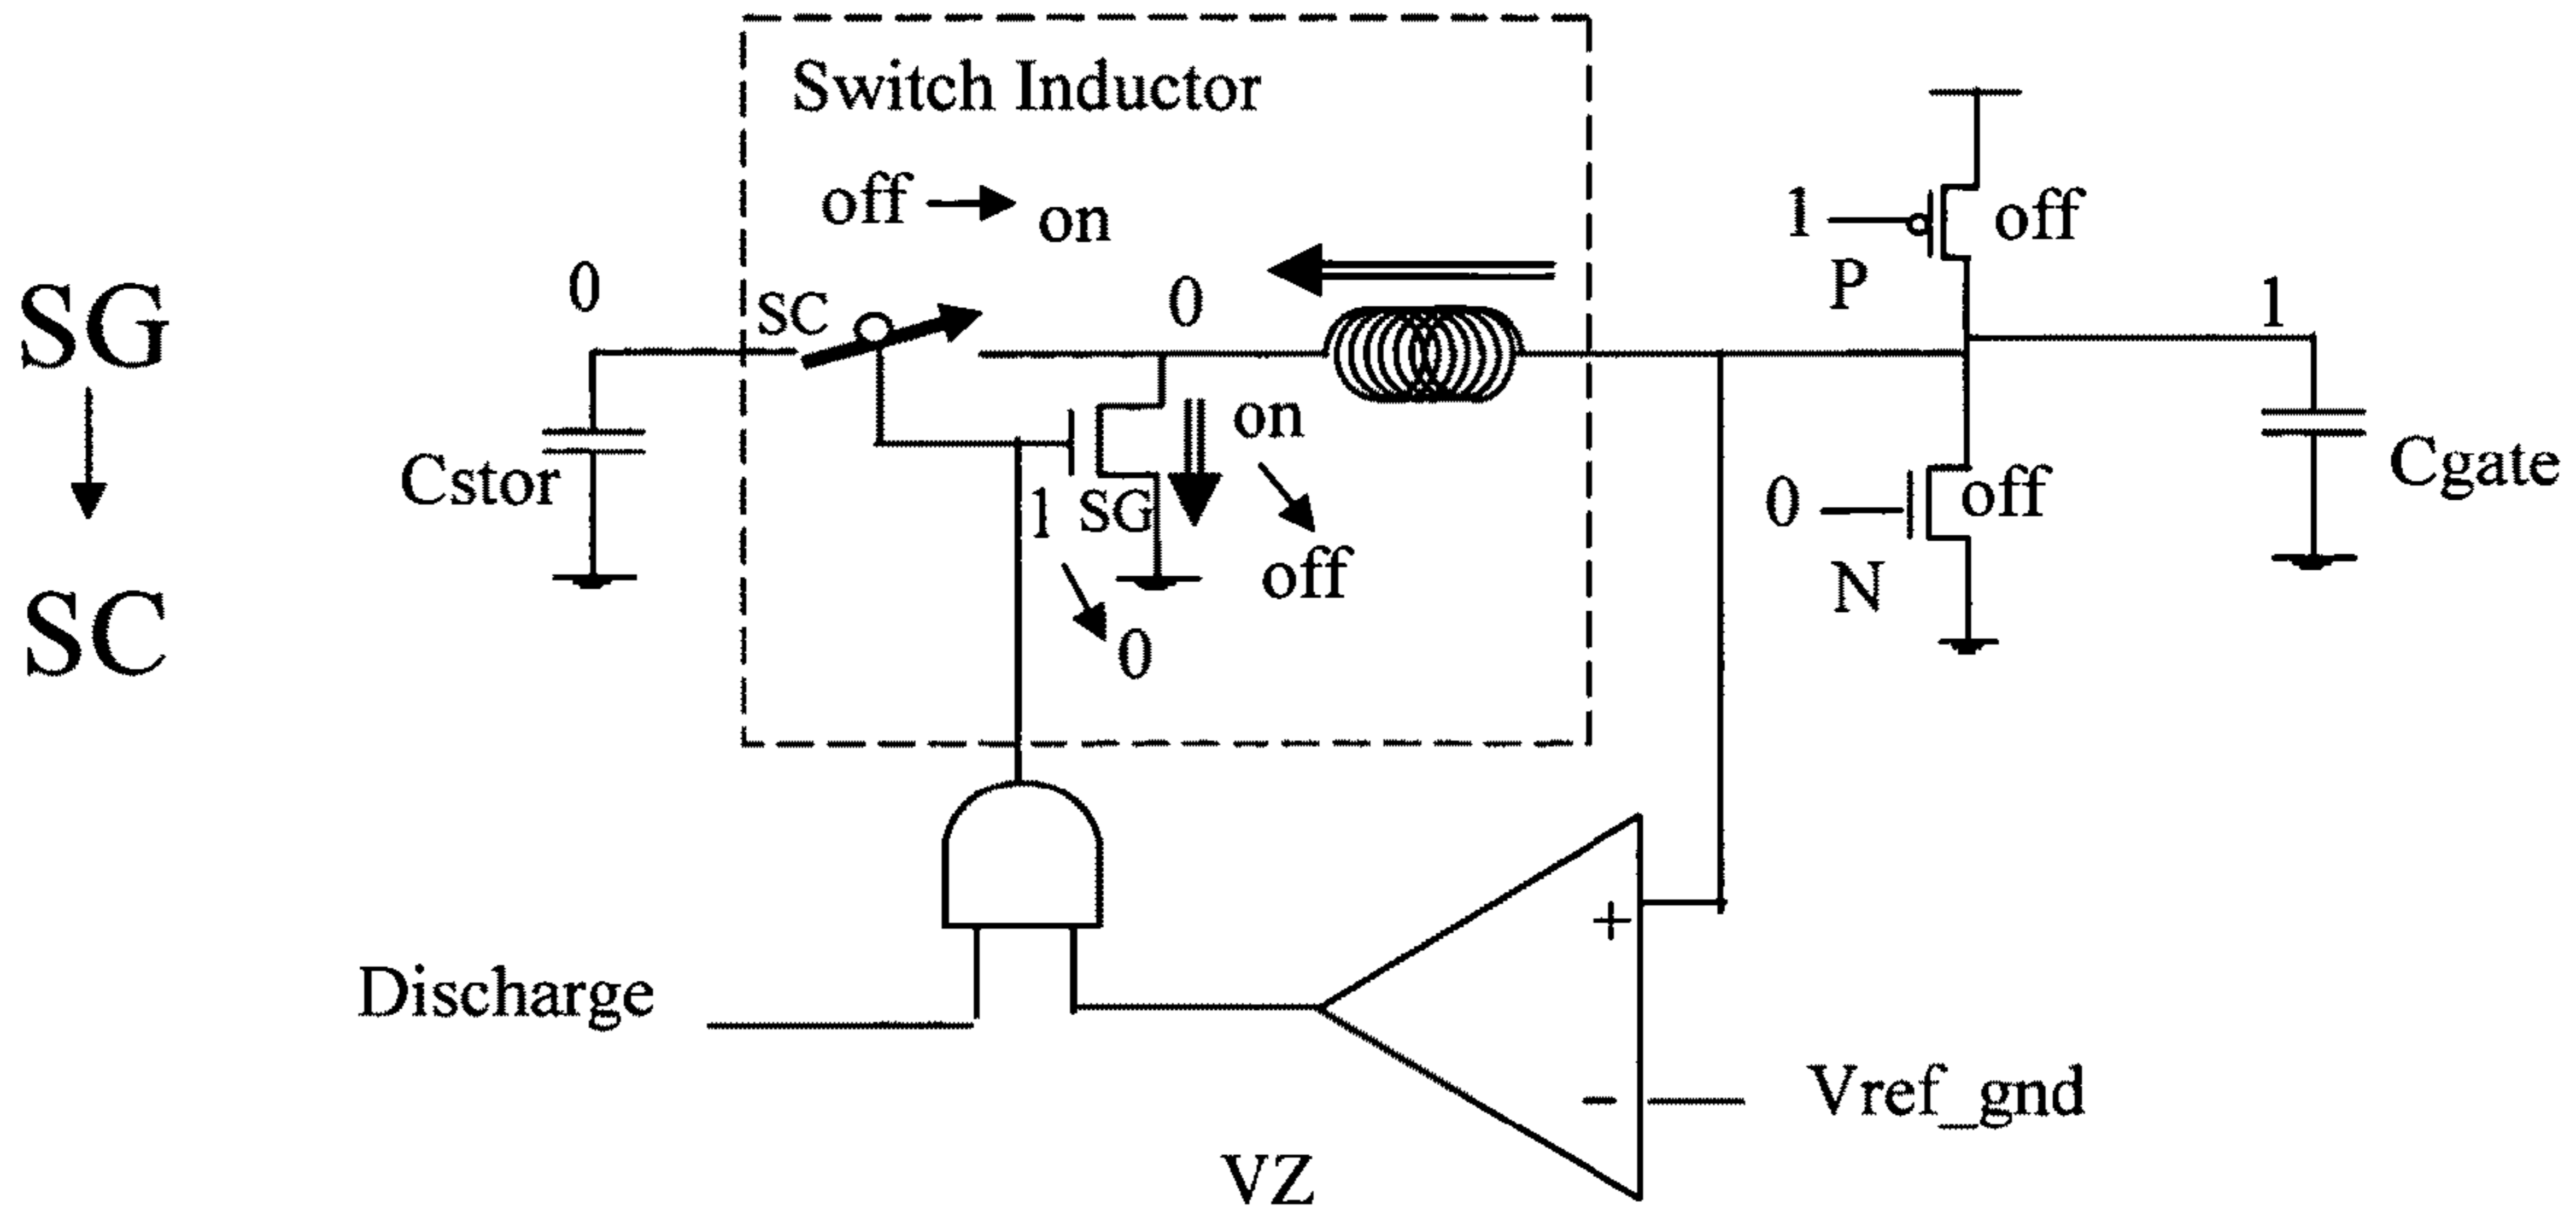 Switch Inductor
off
on
1
off
P
SG
0
SC
0
1
on
Cstor
1
SG
0
off
Cgate
off
N
SC
0
+
Discharge
-
Vref_gnd
VZ